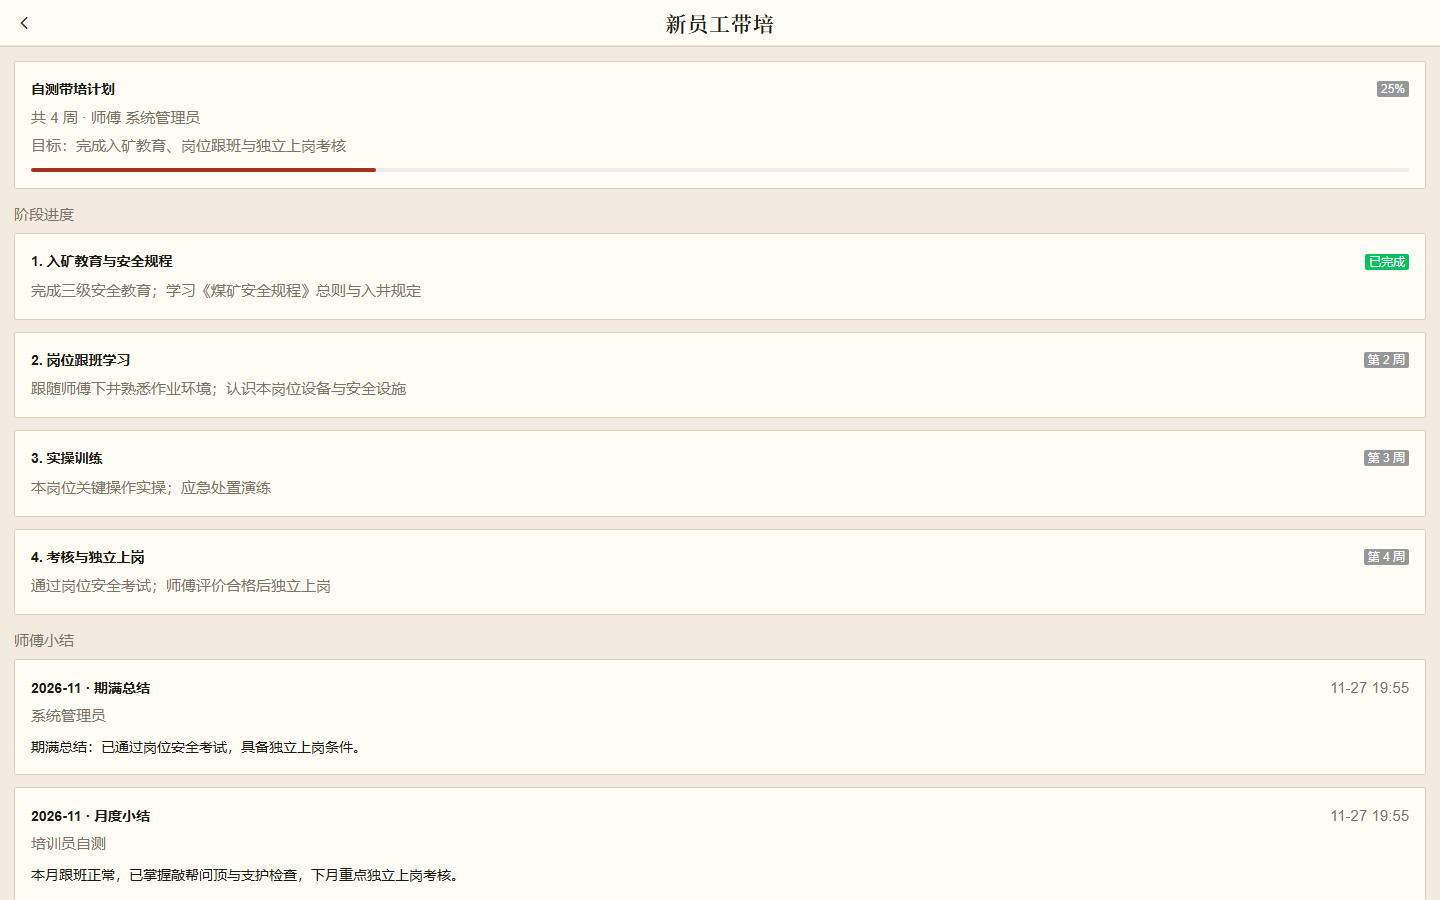 新员工带培
自测带培计划
25%
共 4 周 · 师傅 系统管理员
目标：完成入矿教育、岗位跟班与独立上岗考核
阶段进度
1. 入矿教育与安全规程
已完成
完成三级安全教育；学习《煤矿安全规程》总则与入井规定
2. 岗位跟班学习
第 2 周
跟随师傅下井熟悉作业环境；认识本岗位设备与安全设施
3. 实操训练
第 3 周
本岗位关键操作实操；应急处置演练
4. 考核与独立上岗
第 4 周
通过岗位安全考试；师傅评价合格后独立上岗
师傅小结
2026-11 · 期满总结
11-27 19:55
系统管理员
期满总结：已通过岗位安全考试，具备独立上岗条件。
2026-11 · 月度小结
11-27 19:55
培训员自测
本月跟班正常，已掌握敲帮问顶与支护检查，下月重点独立上岗考核。